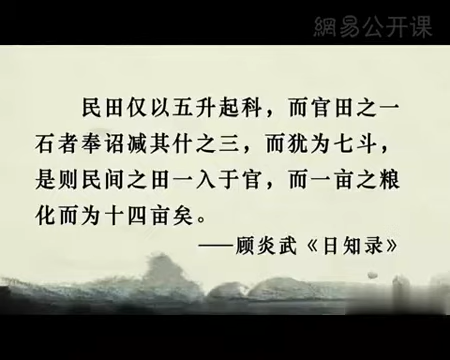 網易公开课
民田仅以五升起科，而官田之一
石者奉诏减其什之三，而犹为七斗，
是则民间之田一入于官，而一亩之粮
化而为十四亩矣。
——顾炎武《日知录》